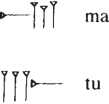 𐎶 ma
𐎬 tu